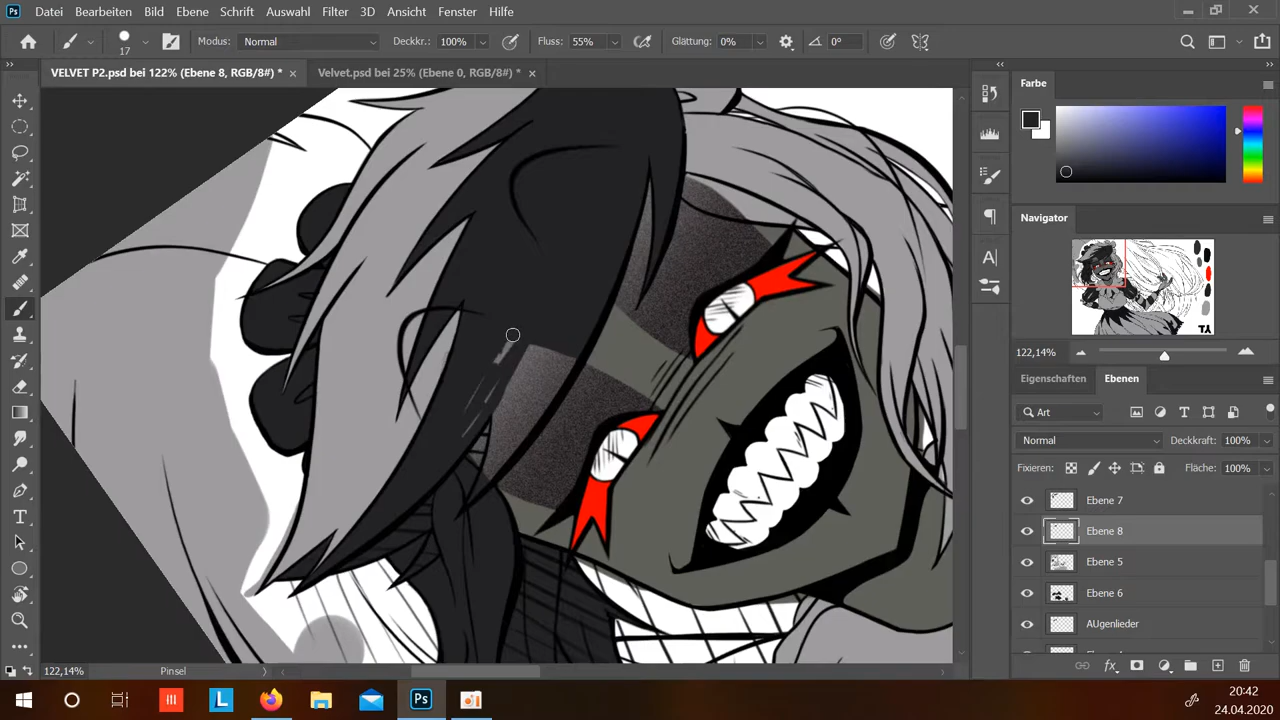 Ps Datei Bearbeiten Bild Ebene Schrift Auswahl Filter 3D Ansicht Fenster Hilfe
17 Modus: Normal Deckkr.: 100% Fluss: 55% Glättung: 0% 0°
VELVET P2.psd bei 122% (Ebene 8, RGB/8#) * Velvet.psd bei 25% (Ebene 0, RGB/8#) *
Farbe
Navigator
122,14%
Eigenschaften Ebenen
Art
Normal Deckkraft: 100%
Fixieren: Fläche: 100%
Ebene 7
Ebene 8
Ebene 5
Ebene 6
AUgenlieder
122,14% Pinsel
L Ps
20:42
24.04.2020